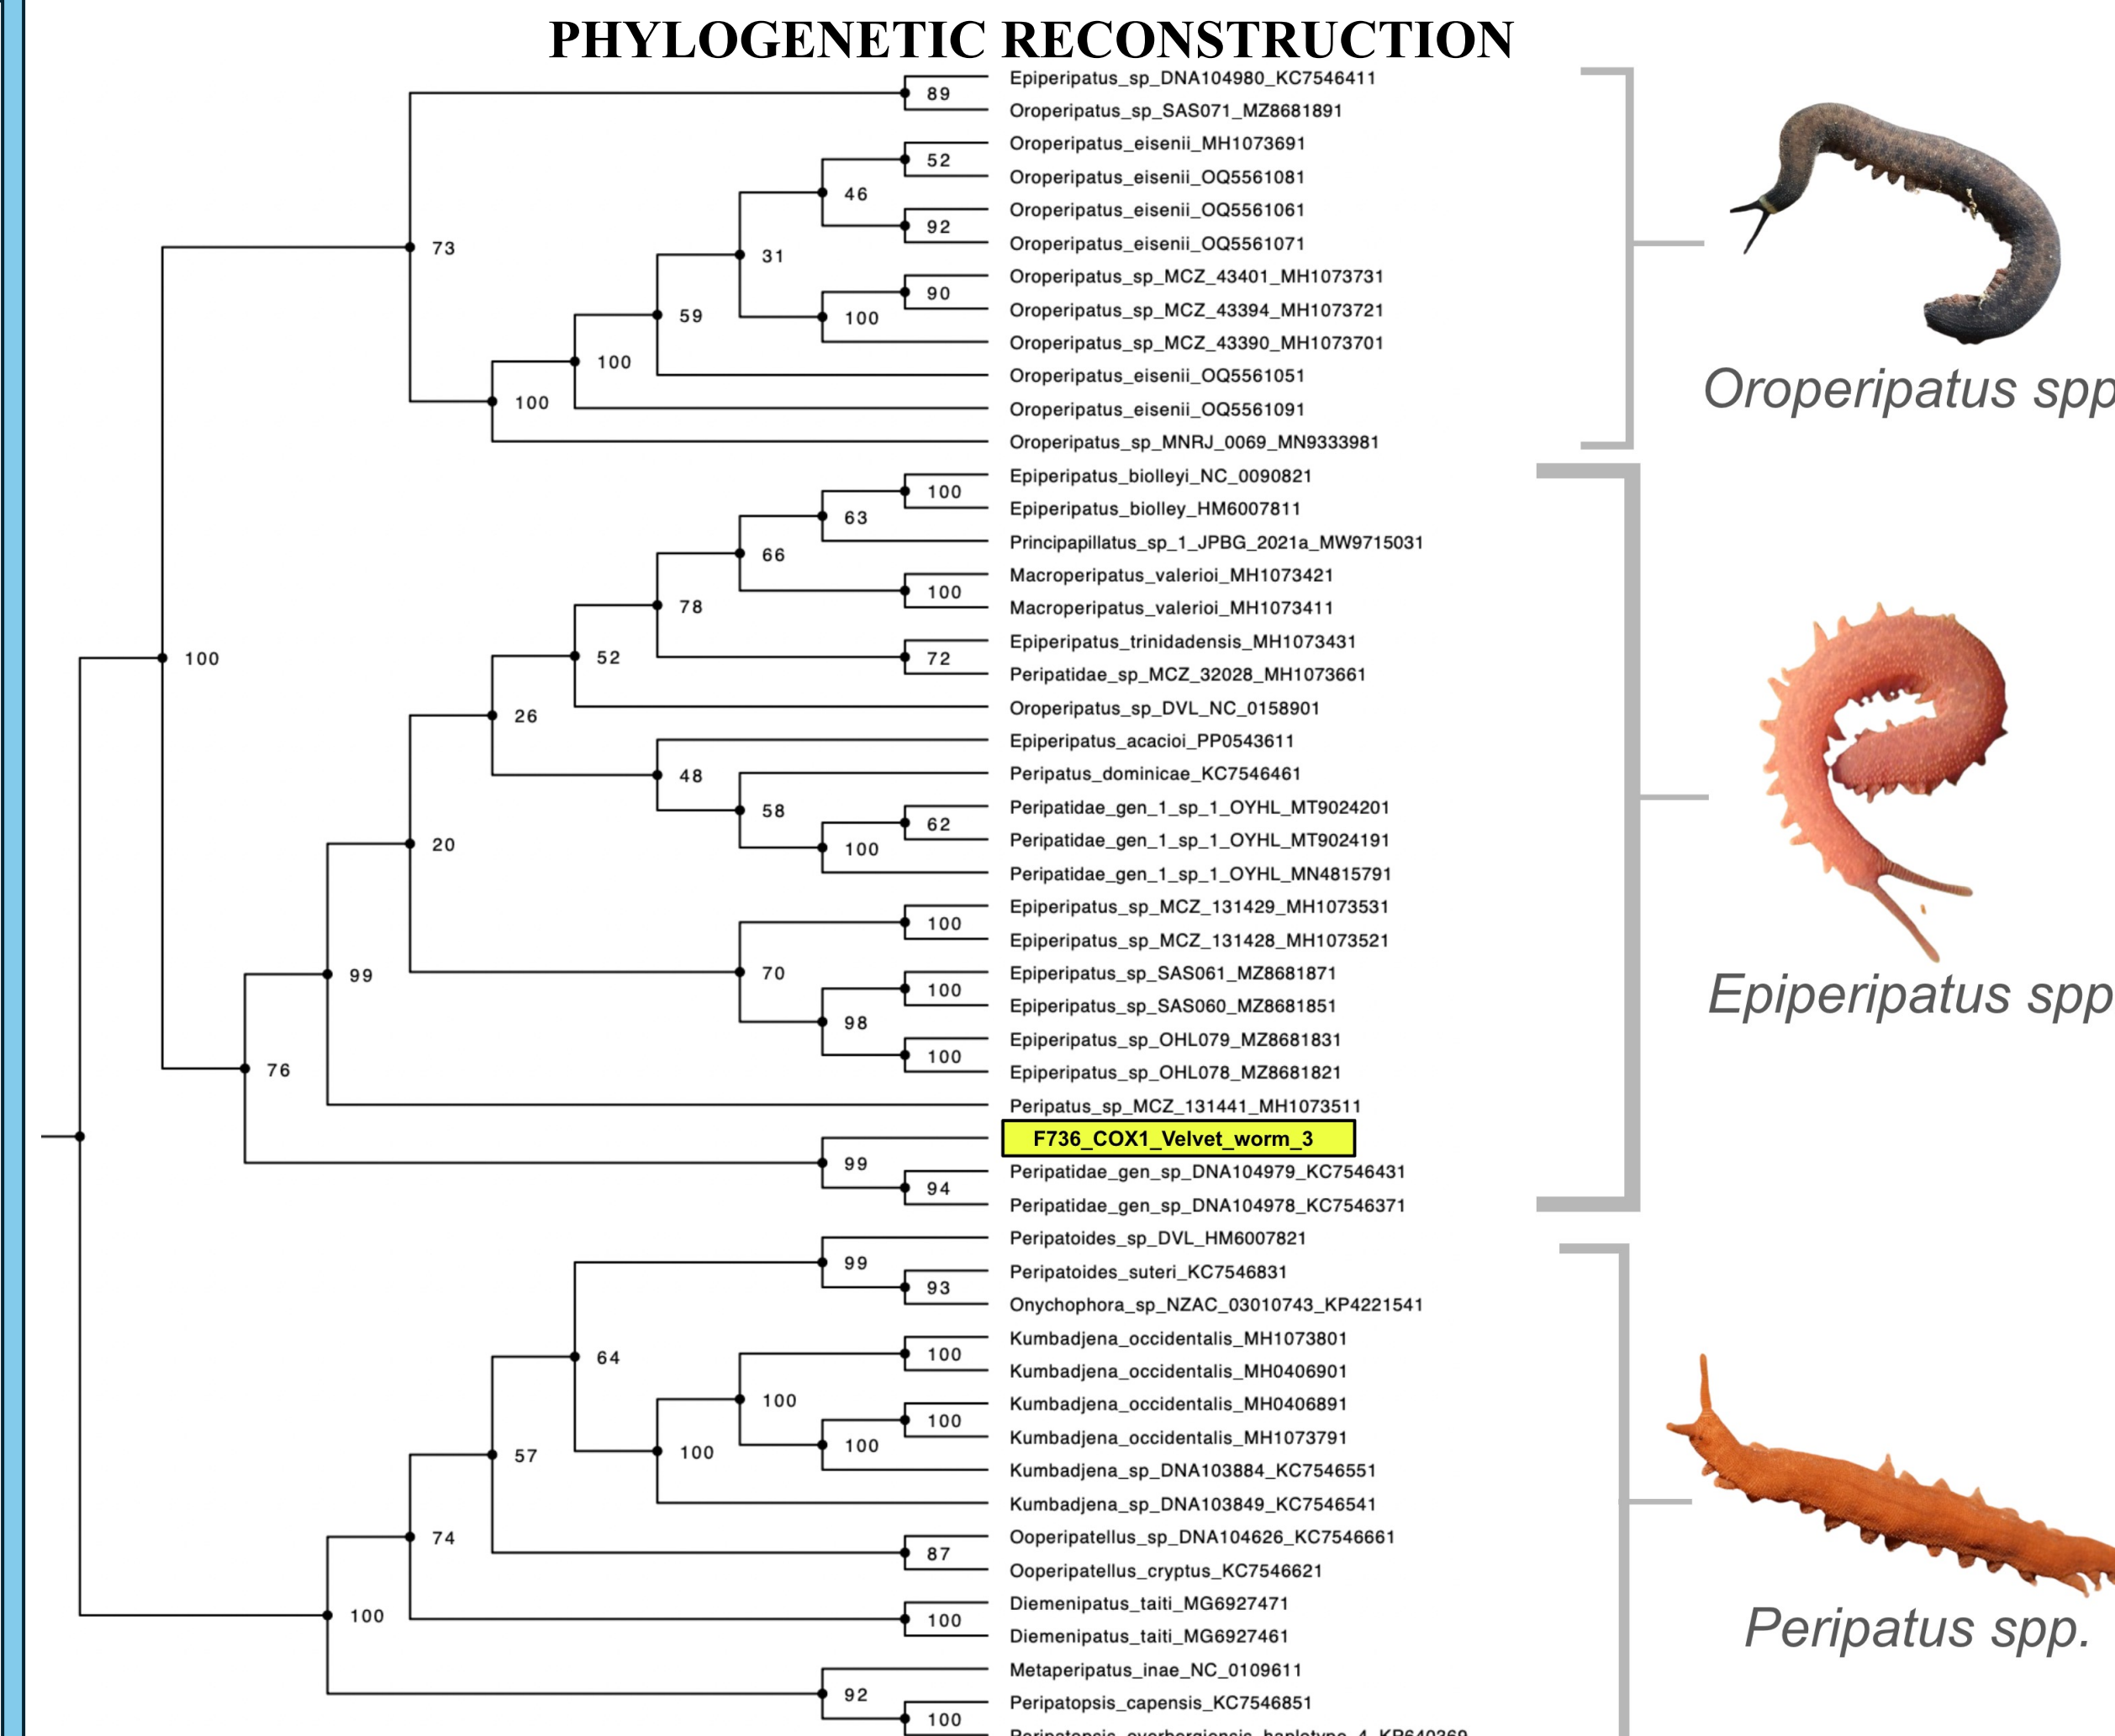 PHYLOGENETIC RECONSTRUCTION
Epiperipatus_sp_DNA104980_KC7546411
89
Oroperipatus_sp_SAS071_MZ8681891
Oroperipatus_eisenii_MH1073691
52
Oroperipatus_eisenii_OQ5561081
46
Oroperipatus_eisenii_OQ5561061
92
Oroperipatus_eisenii_OQ5561071
73
31
Oroperipatus_sp_MCZ_43401_MH1073731
90
Oroperipatus_sp_MCZ_43394_MH1073721
59
100
Oroperipatus_sp_MCZ_43390_MH1073701
100
Oroperipatus_eisenii_OQ5561051
Oroperipatus spp
100
Oroperipatus_eisenii_OQ5561091
Oroperipatus_sp_MNRJ_0069_MN9333981
Epiperipatus_biolleyi_NC_0090821
100
Epiperipatus_biolley_HM6007811
63
Principapillatus_sp_1_JPBG_2021a_MW9715031
66
Macroperipatus_valerioi_MH1073421
100
Macroperipatus_valerioi_MH1073411
78
Epiperipatus_trinidadensis_MH1073431
100
52
72
Peripatidae_sp_MCZ_32028_MH1073661
Oroperipatus_sp_DVL_NC_0158901
26
Epiperipatus_acacioi_PP0543611
48
Peripatus_dominicae_KC7546461
58
Peripatidae_gen_1_sp_1_OYHL_MT9024201
62
Peripatidae_gen_1_sp_1_OYHL_MT9024191
20
100
Peripatidae_gen_1_sp_1_OYHL_MN4815791
Epiperipatus_sp_MCZ_131429_MH1073531
100
Epiperipatus_sp_MCZ_131428_MH1073521
99
70
Epiperipatus_sp_SAS061_MZ8681871
100
Epiperipatus spp
Epiperipatus_sp_SAS060_MZ8681851
98
Epiperipatus_sp_OHL079_MZ8681831
100
76
Epiperipatus_sp_OHL078_MZ8681821
Peripatus_sp_MCZ_131441_MH1073511
F736_COX1_Velvet_worm_3
99
Peripatidae_gen_sp_DNA104979_KC7546431
94
Peripatidae_gen_sp_DNA104978_KC7546371
Peripatoides_sp_DVL_HM6007821
99
Peripatoides_suteri_KC7546831
93
Onychophora_sp_NZAC_03010743_KP4221541
Kumbadjena_occidentalis_MH1073801
64
100
Kumbadjena_occidentalis_MH0406901
100
Kumbadjena_occidentalis_MH0406891
100
Kumbadjena_occidentalis_MH1073791
57
100
100
Kumbadjena_sp_DNA103884_KC7546551
Kumbadjena_sp_DNA103849_KC7546541
74
Ooperipatellus_sp_DNA104626_KC7546661
87
Ooperipatellus_cryptus_KC7546621
Diemenipatus_taiti_MG6927471
100
100
Diemenipatus_taiti_MG6927461
Peripatus spp.
Metaperipatus_inae_NC_0109611
92
Peripatopsis_capensis_KC7546851
100